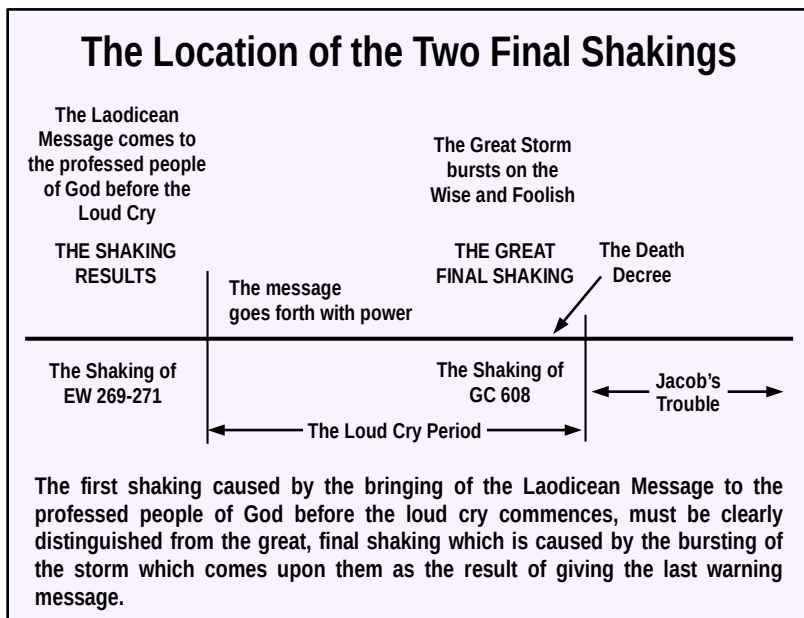 The Location of the Two Final Shakings
The Laodicean
Message comes to
the professed people
of God before the
Loud Cry
The Great Storm
bursts on the
Wise and Foolish
THE SHAKING
RESULTS
The message
goes forth with power
THE GREAT
FINAL SHAKING
The Death
Decree
The Shaking of
EW 269-271
The Shaking of
GC 608
Jacob’s
Trouble
The Loud Cry Period
The first shaking caused by the bringing of the Laodicean Message to the
professed people of God before the loud cry commences, must be clearly
distinguished from the great, final shaking which is caused by the bursting of
the storm which comes upon them as the result of giving the last warning
message.